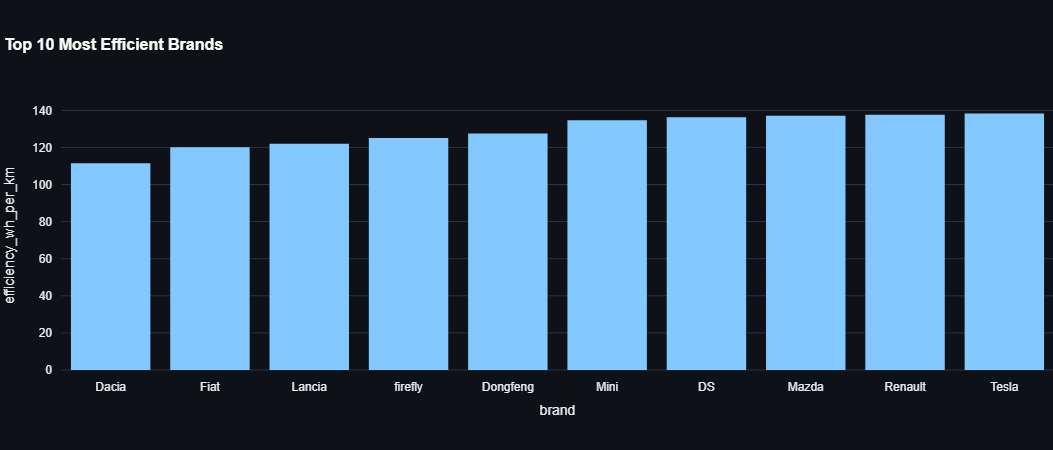 Top 10 Most Efficient Brands
140
120
100
80
60
40
20
0
efficiency_wh_per_km
Dacia Fiat Lancia firefly Dongfeng Mini DS Mazda Renault Tesla
brand